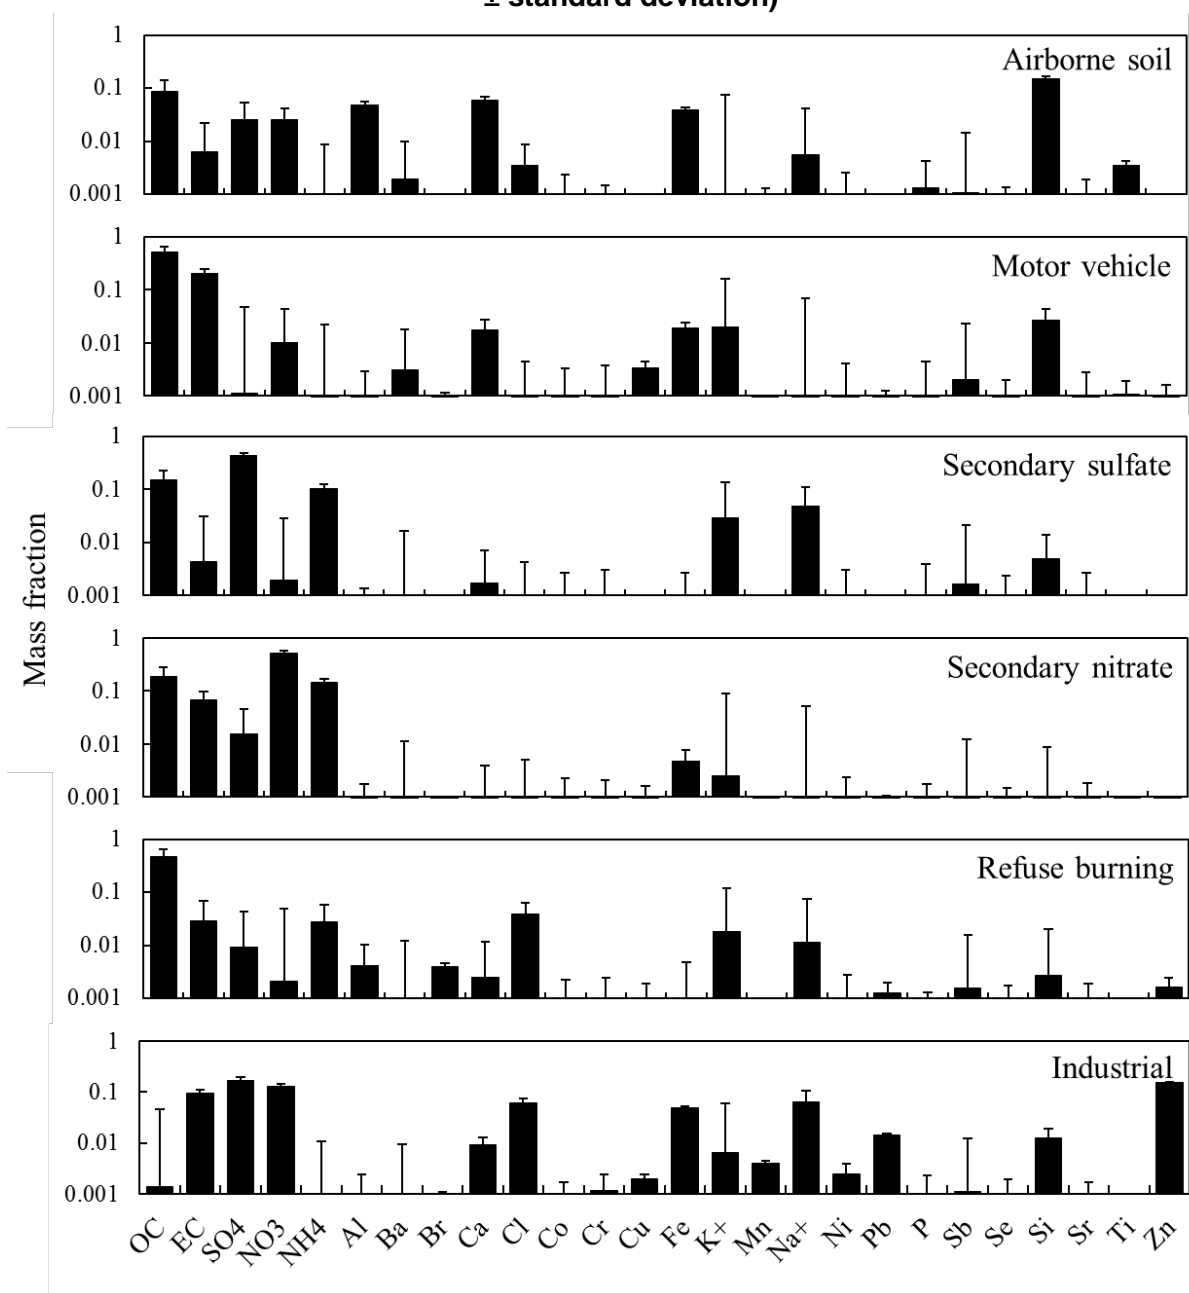 ± standard deviation)
Mass fraction
Airborne soil
1
0.1
0.01
0.001
Motor vehicle
1
0.1
0.01
0.001
Secondary sulfate
1
0.1
0.01
0.001
Secondary nitrate
1
0.1
0.01
0.001
Refuse burning
1
0.1
0.01
0.001
Industrial
1
0.1
0.01
0.001
OC EC SO4 NO3 NH4 Al Ba Br Ca Cl Co Cr Cu Fe K+ Mn Na+ Ni Pb P Sb Se Si Sr Ti Zn